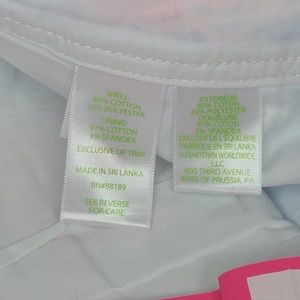 SHELL:
80% COTTON
20% POLYESTER
LINING:
97% COTTON
3% SPANDEX
EXCLUSIVE OF TRIM
MADE IN SRI LANKA
RN#88189
SEE REVERSE
FOR CARE
EXTERIEUR
80% COTON
20% POLYESTER
DOUBLURE
97% COTON
3% SPANDEX
EXCLUSIF DE L'EQUILIBRE
FABRIQUE EN SRI LANKA
SUGARTOWN WORLDWIDE,
LLC
800 THIRD AVENUE
KING OF PRUSSIA, PA